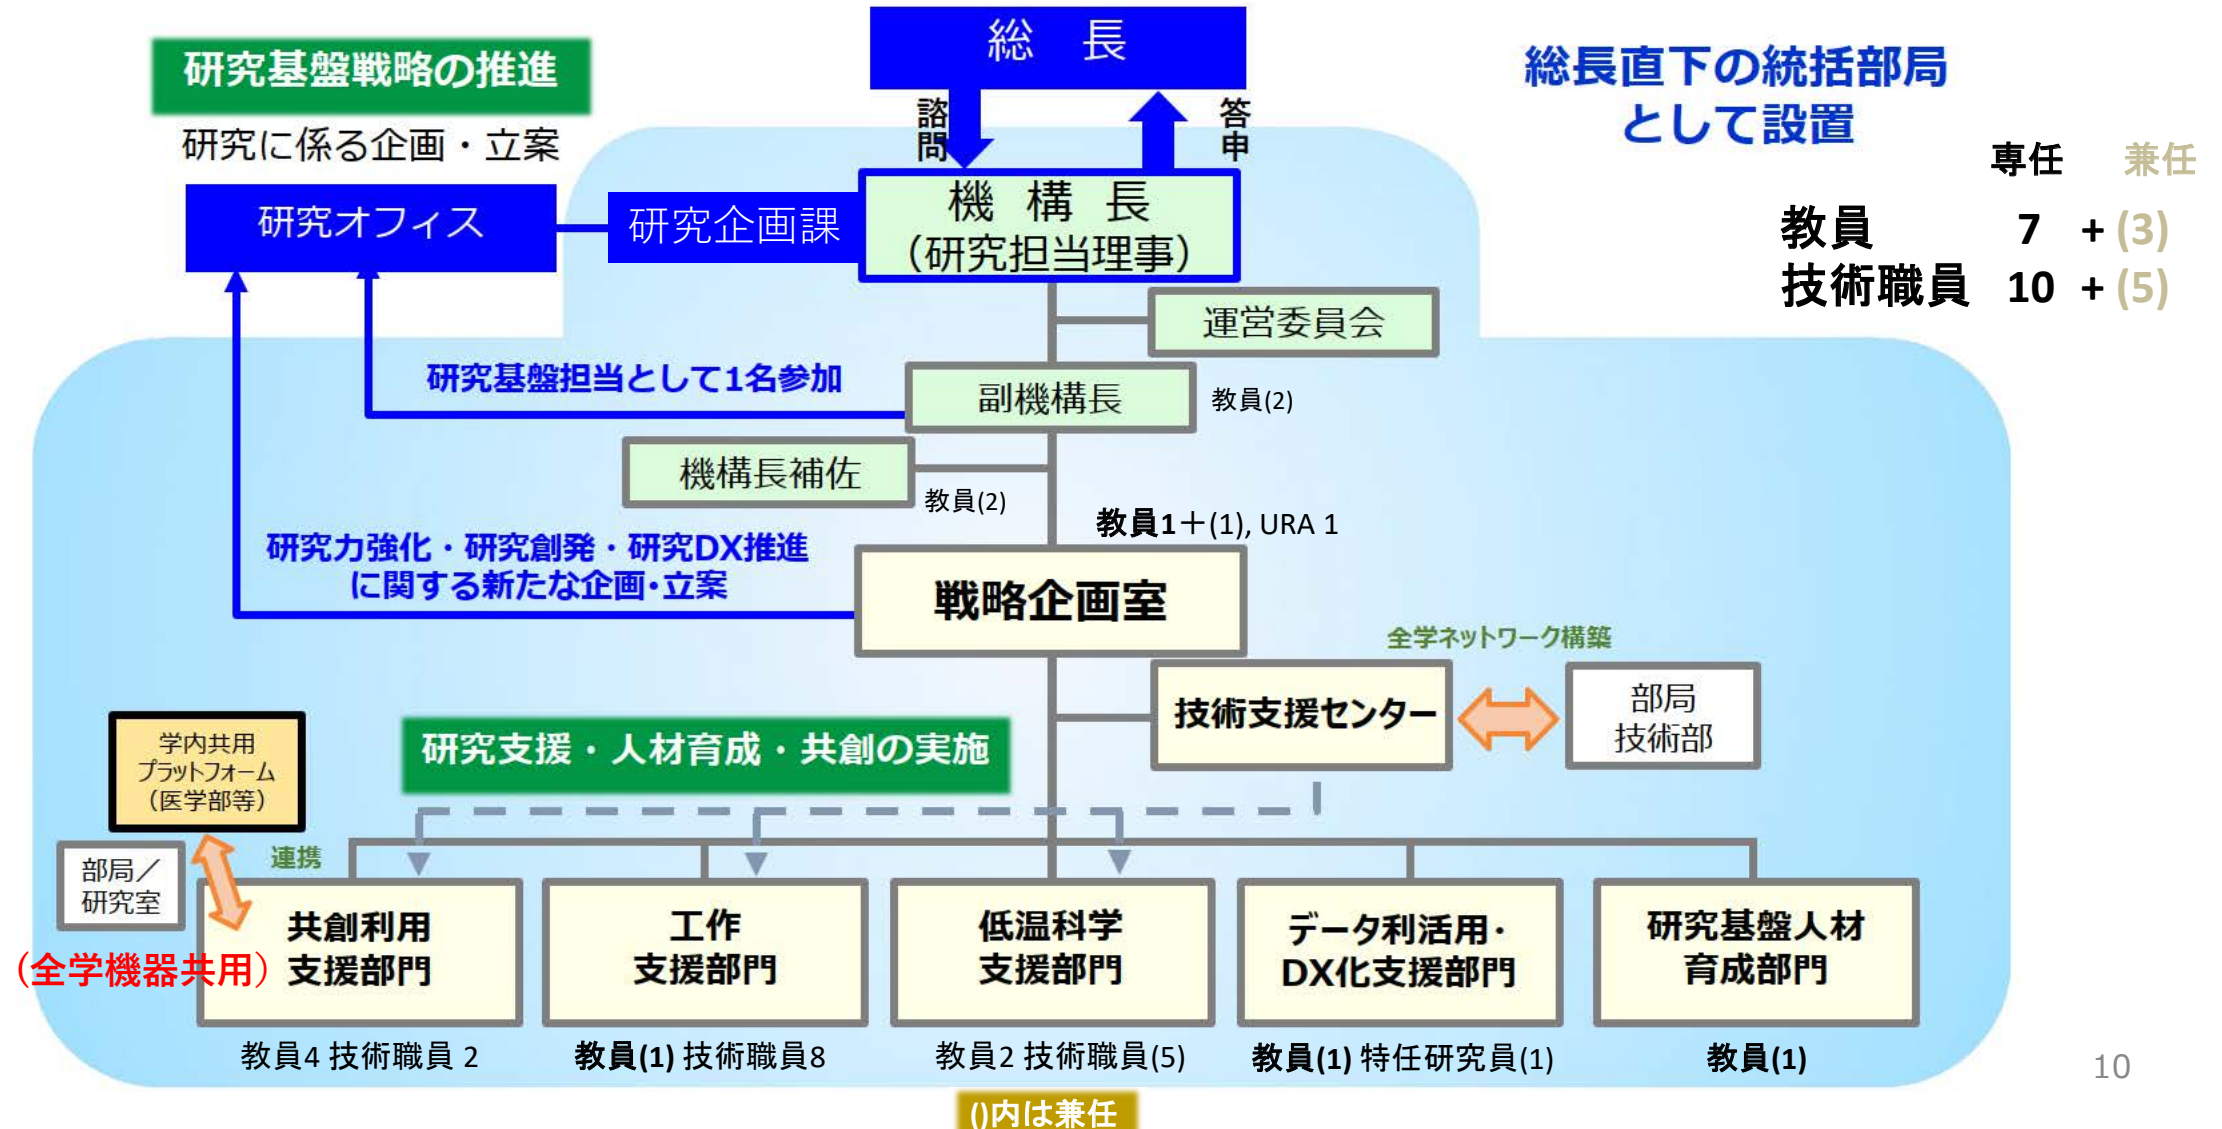 総 長
研究基盤戦略の推進
研究に係る企画・立案
諮問
答申
総長直下の統括部局
として設置
専任 兼任
教員 7 + (3)
技術職員 10 + (5)
研究オフィス
研究企画課
機 構 長
（研究担当理事）
運営委員会
研究基盤担当として1名参加
副機構長
教員(2)
機構長補佐
教員(2)
教員1＋(1), URA 1
研究力強化・研究創発・研究DX推進
に関する新たな企画・立案
戦略企画室
全学ネットワーク構築
技術支援センター
部局
技術部
学内共用
プラットフォーム
（医学部等）
研究支援・人材育成・共創の実施
連携
部局／
研究室
(全学機器共用）
共創利用
支援部門
工作
支援部門
低温科学
支援部門
データ利活用・
DX化支援部門
研究基盤人材
育成部門
教員4 技術職員 2
教員(1) 技術職員8
教員2 技術職員(5)
教員(1) 特任研究員(1)
教員(1)
10
()内は兼任